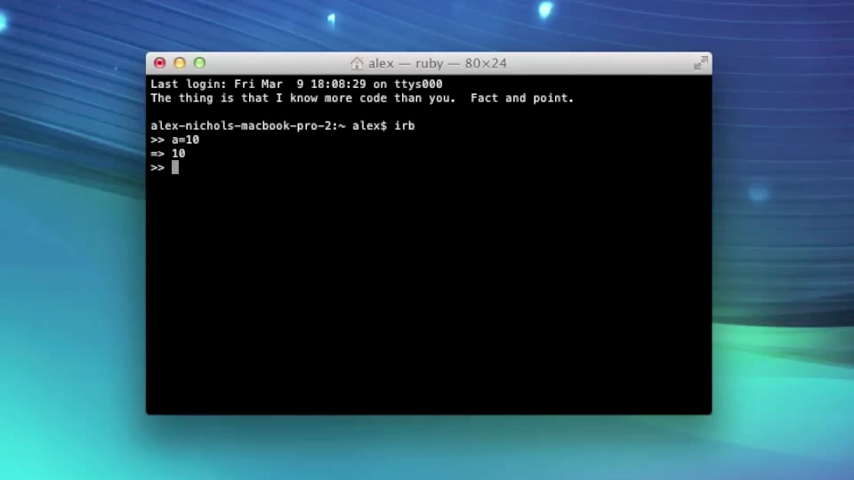 alex — ruby — 80×24
Last login: Fri Mar  9 18:08:29 on ttys000
The thing is that I know more code than you.  Fact and point.
alex-nichols-macbook-pro-2:~ alex$ irb
>> a=10
=> 10
>>